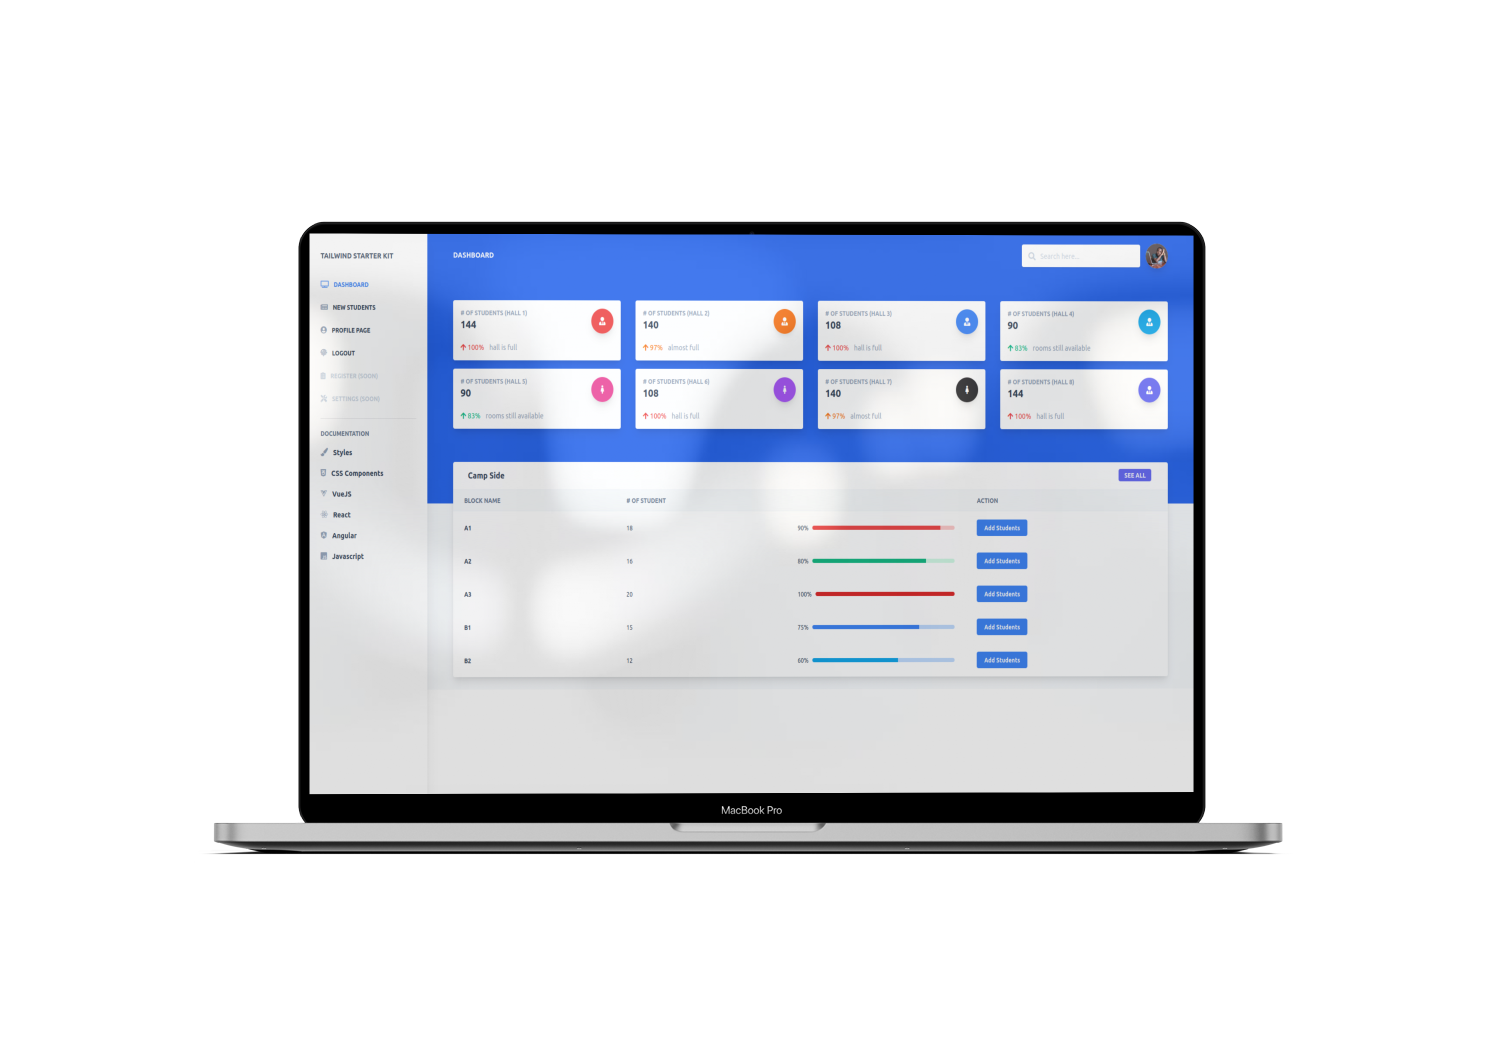 TAILWIND STARTER KIT
DASHBOARD
NEW STUDENTS
PROFILE PAGE
LOGOUT
REGISTER (SOON)
SETTINGS (SOON)
DOCUMENTATION
Styles
CSS Components
VueJS
React
Angular
Javascript
DASHBOARD
Search here...
# OF STUDENTS (HALL 1)
144
100% hall is full
# OF STUDENTS (HALL 2)
140
97% almost full
# OF STUDENTS (HALL 3)
108
100% hall is full
# OF STUDENTS (HALL 4)
90
83% rooms still available
# OF STUDENTS (HALL 5)
90
83% rooms still available
# OF STUDENTS (HALL 6)
108
100% hall is full
# OF STUDENTS (HALL 7)
140
97% almost full
# OF STUDENTS (HALL 8)
144
100% hall is full
Camp Side
SEE ALL
BLOCK NAME # OF STUDENT ACTION
A1 18 90% Add Students
A2 16 80% Add Students
A3 20 100% Add Students
B1 15 75% Add Students
B2 12 60% Add Students
MacBook Pro